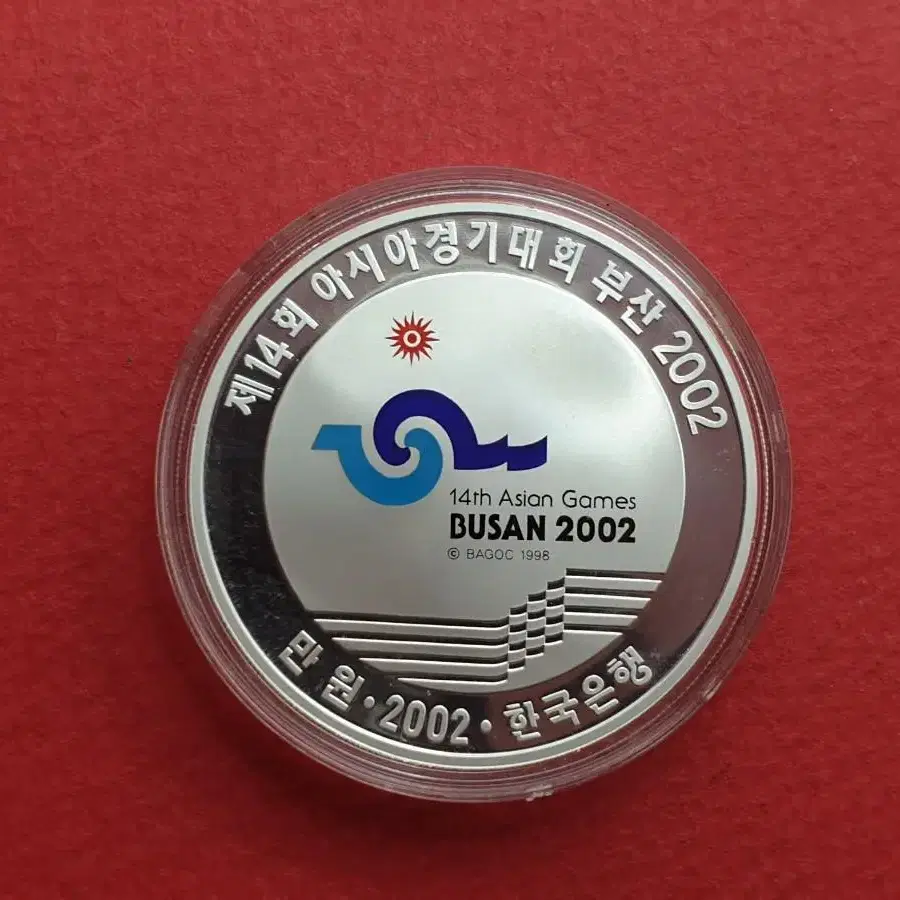 제14회 아시아경기대회 부산 2002
14th Asian Games
BUSAN 2002
© BAGOC 1998
만 원·2002·한국은행